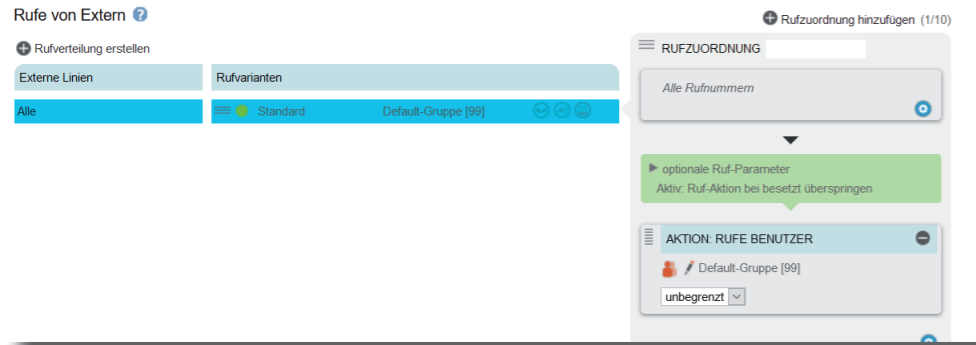 Rufe von Extern ?
Rufzuordnung hinzufügen (1/10)
Rufverteilung erstellen
RUFZUORDNUNG
Externe Linien
Rufvarianten
Alle Rufnummern
Alle
Standard
Default-Gruppe [99]
optionale Ruf-Parameter
Aktiv: Ruf-Aktion bei besetzt überspringen
AKTION: RUFE BENUTZER
Default-Gruppe [99]
unbegrenzt